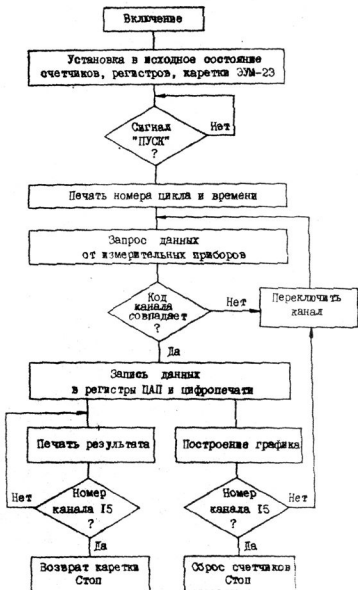 Включение
Установка в исходное состояние
счетчиков, регистров, каретки ЭУМ-23
Нет
Сигнал
"ПУСК"
?
Печать номера цикла и времени
Запрос данных
от измерительных приборов
Код
канала
совпадает
?
Нет
Переключить
канал
Да
Запись данных
в регистры ЦАП и цифропечати
Печать результата
Построение графика
Нет
Номер
канала I5
?
Номер
канала I5
?
Нет
Да
Да
Возврат каретки
Стоп
Сброс счетчиков
Стоп